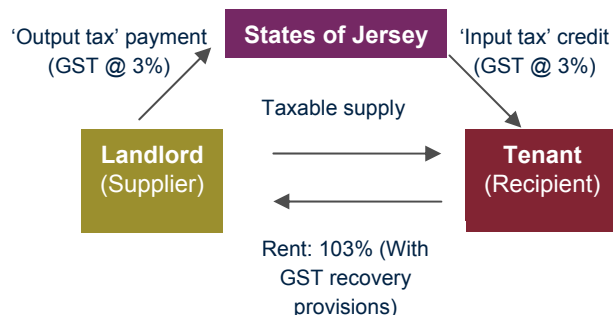 ‘Output tax’ payment
(GST @ 3%)
States of Jersey
‘Input tax’ credit
(GST @ 3%)
Taxable supply
Landlord
(Supplier)
Tenant
(Recipient)
Rent: 103% (With
GST recovery
provisions)